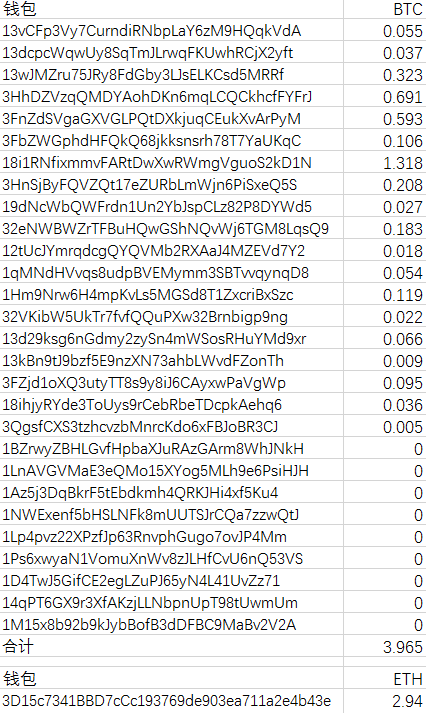 钱包 BTC
13vCFp3Vy7CurndiRNbpLaY6zM9HQqkVdA 0.055
13dcpcWqwUy8SqTmJLrwqFKUwhRCjX2yft 0.037
13wJMZru75JRy8FdGby3LJsELKCsd5MRRf 0.323
3HhDZVzqQMDYAohDKn6mqLCQCkhcfFYFrJ 0.691
3FnZdSVgaGXVGLPQtDXkjuqCEukXvArPyM 0.593
3FbZWGphdHFQkQ68jkksnsrh78T7YaUKqC 0.106
18i1RNfixmmvFARtDwXwRWmgVguoS2kD1N 1.318
3HnSjByFQVZQt17eZURbLmWjn6PiSxeQ5S 0.208
19dNcWbQWFrdn1Un2YbJspCLz82P8DYWd5 0.027
32eNWBWZrTFBuHQwGShNQvWj6TGM8LqsQ9 0.183
12tUcJYmrqdcgQYQVMb2RXAaJ4MZEVd7Y2 0.018
1qMNdHVvqs8udpBVEMymm3SBTvvqynqD8 0.054
1Hm9Nrw6H4mpKvLs5MGSd8T1ZxcriBxSzc 0.119
32VKibW5UkTr7fvfQQuPXw32Brnbigp9ng 0.022
13d29ksg6nGdmy2zySn4mWSosRHuYMd9xr 0.066
13kBn9tJ9bzf5E9nzXN73ahbLWvdFZonTh 0.009
3FZjd1oXQ3utyTT8s9y8iJ6CAyxwPaVgWp 0.095
18ihjyRYde3ToUys9rCebRbeTDcpkAehq6 0.036
3QgsfCXS3tzhcvzbMnrcKdo6xFBJoBR3CJ 0.005
1BZrwyZBHLGvfHpbaXJuRAzGArm8WhJNkH 0
1LnAVGVMaE3eQMo15XYog5MLh9e6PsiHJH 0
1Az5j3DqBkrF5tEbdkmh4QRKJHi4xf5Ku4 0
1NWExenf5bHSLNFk8mUUTSJrCQa7zzwQtJ 0
1Lp4pvz22XPzfJp63RnvphGugo7ovJP4Mm 0
1Ps6xwyaN1VomuXnWv8zJLHfCvU6nQ53VS 0
1D4TwJ5GifCE2egLZuPJ65yN4L41UvZz71 0
14qPT6GX9r3XfAKzjLLNbpnUpT98tUwmUm 0
1M15x8b92b9kJybBofB3dDFBC9MaBv2V2A 0
合计 3.965
钱包 ETH
3D15c7341BBD7cCc193769de903ea711a2e4b43e 2.94